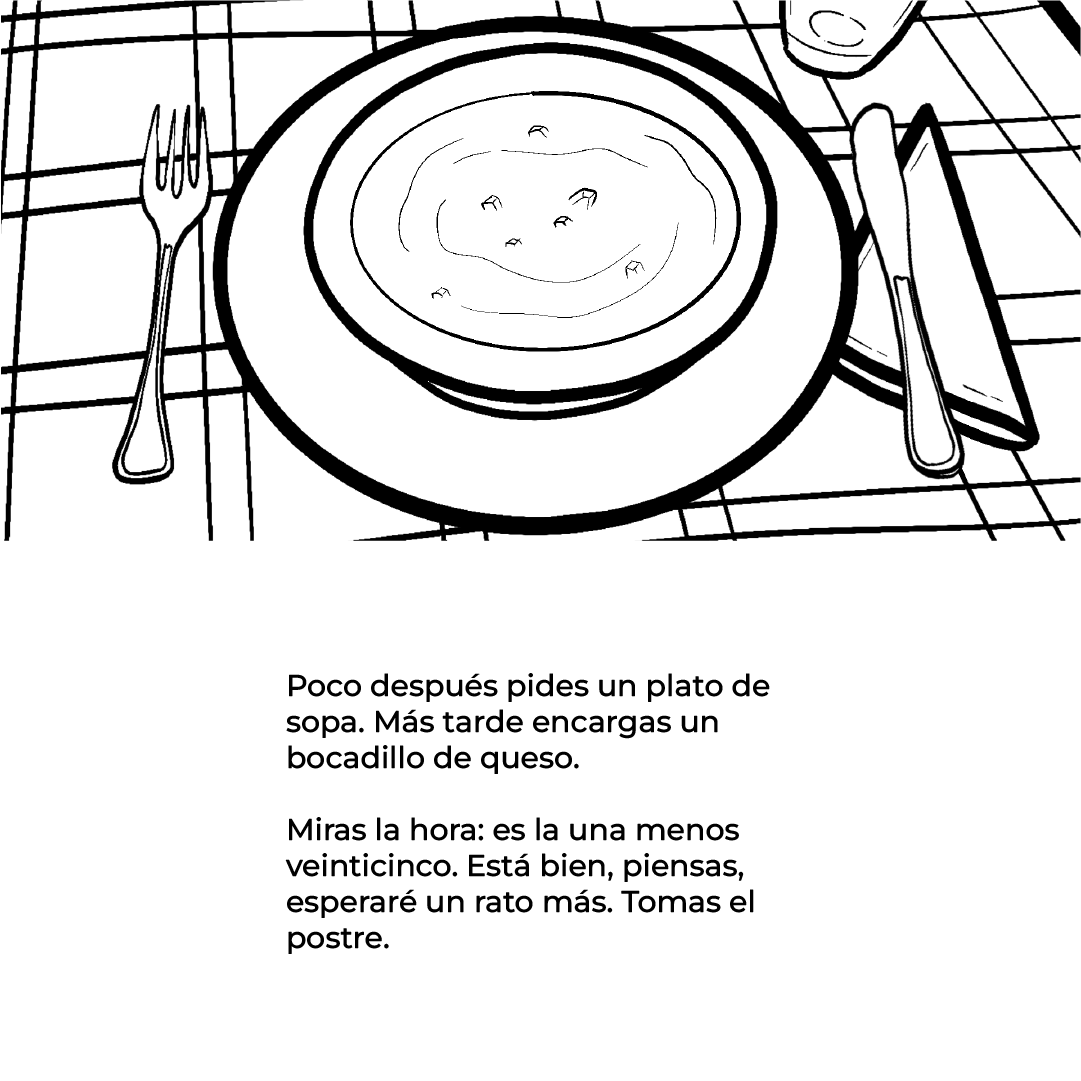 Poco después pides un plato de
sopa. Más tarde encargas un
bocadillo de queso.
Miras la hora: es la una menos
veinticinco. Está bien, piensas,
esperaré un rato más. Tomas el
postre.